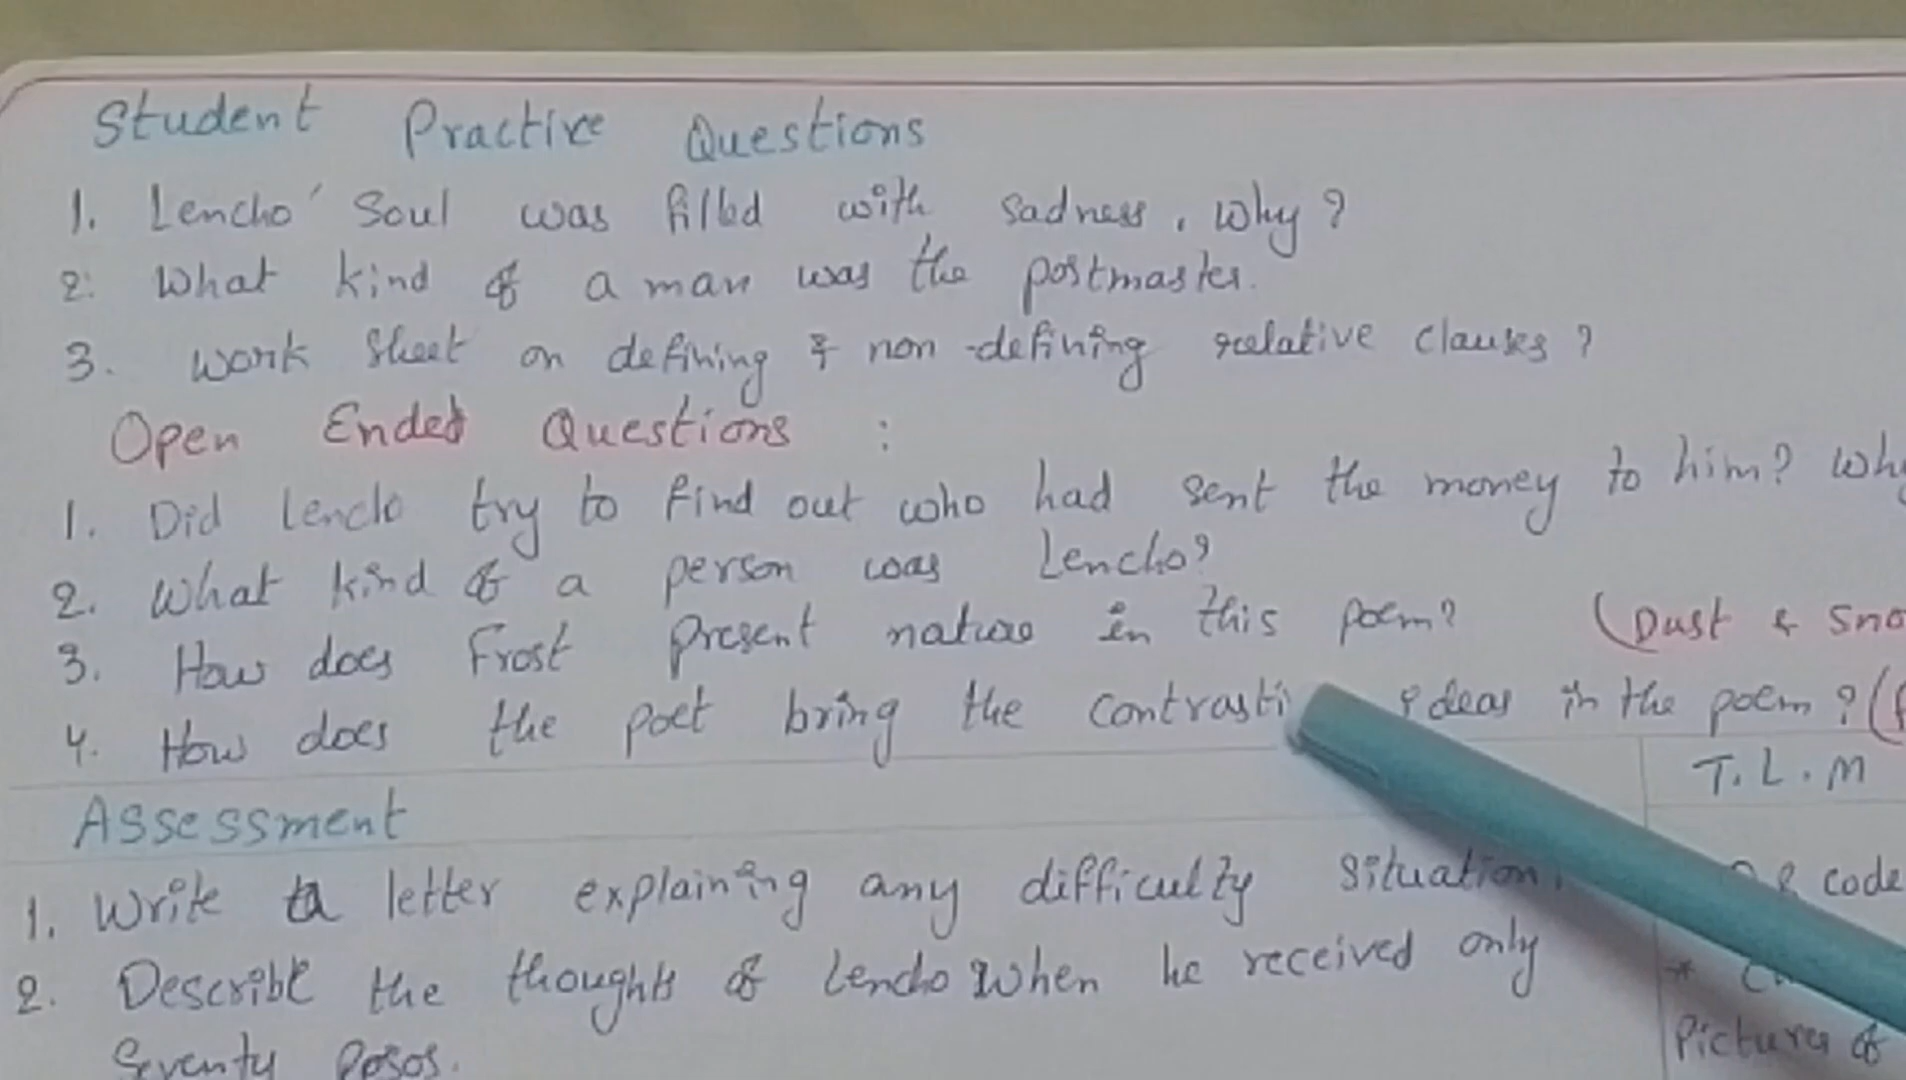 Student Practice Questions
1. Lencho' Soul was filled with sadness. Why?
2. What kind of a man was the postmaster.
3. Work Sheet on defining & non-defining relative clauses?
Open Ended Questions :
1. Did Lencho try to find out who had sent the money to him? Why
2. What kind of a person was Lencho?
3. How does Frost present nature in this poem? (Dust & Sno
4. How does the poet bring the contrasti ideas in the poem? (
T.L.M
Assessment
1. Write a letter explaining any difficulty situation.
code
2. Describe the thoughts of Lencho when he received only
Seventy Pesos.
Pictures of